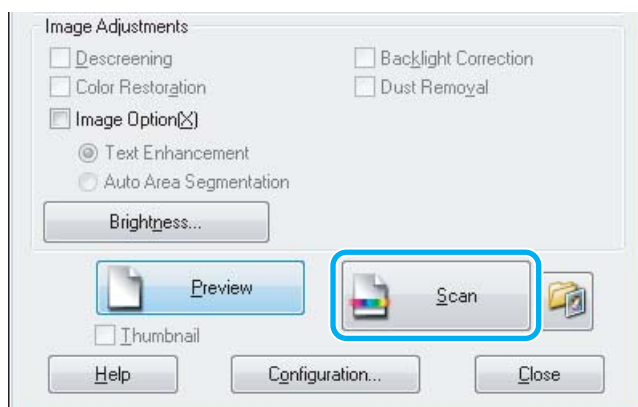 Image Adjustments
Descreening Backlight Correction
Color Restoration Dust Removal
Image Option(X)
Text Enhancement
Auto Area Segmentation
Brightness...
Preview Scan
Thumbnail
Help Configuration... Close